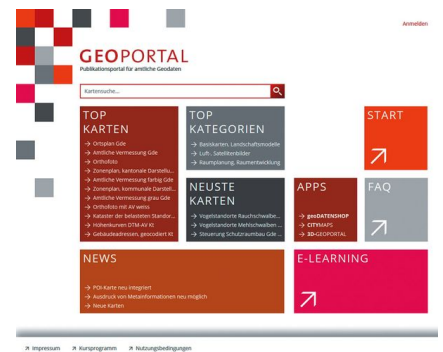 Anmelden
GEOPORTAL
Publikationsportal für amtliche Geodaten
Kartensuche...
TOP
KARTEN
→ Ortsplan Gde
→ Amtliche Vermessung Gde
→ Orthofoto
→ Zonenplan, kantonale Darstellu...
→ Amtliche Vermessung farbig Gde
→ Zonenplan, kommunale Darstell...
→ Amtliche Vermessung grau Gde
→ Orthofoto mit AV weiss
→ Kataster der belasteten Standor...
→ Höhenkurven DTM-AV Kt
→ Gebäudeadressen, geocodiert Kt
TOP
KATEGORIEN
→ Basiskarten, Landschaftsmodelle
→ Luft-, Satellitenbilder
→ Raumplanung, Raumentwicklung
START
NEUSTE
KARTEN
→ Vogelstandorte Rauchschwalbe...
→ Vogelstandorte Mehlschwalben ...
→ Steuerung Schutzraumbau Gde ...
APPS
→ geoDATENSHOP
→ CITYMAPS
→ 3D-GEOPORTAL
FAQ
NEWS
→ POI-Karte neu integriert
→ Ausdruck von Metainformationen neu möglich
→ Neue Karten
E-LEARNING
Impressum
Kursprogramm
Nutzungsbedingungen